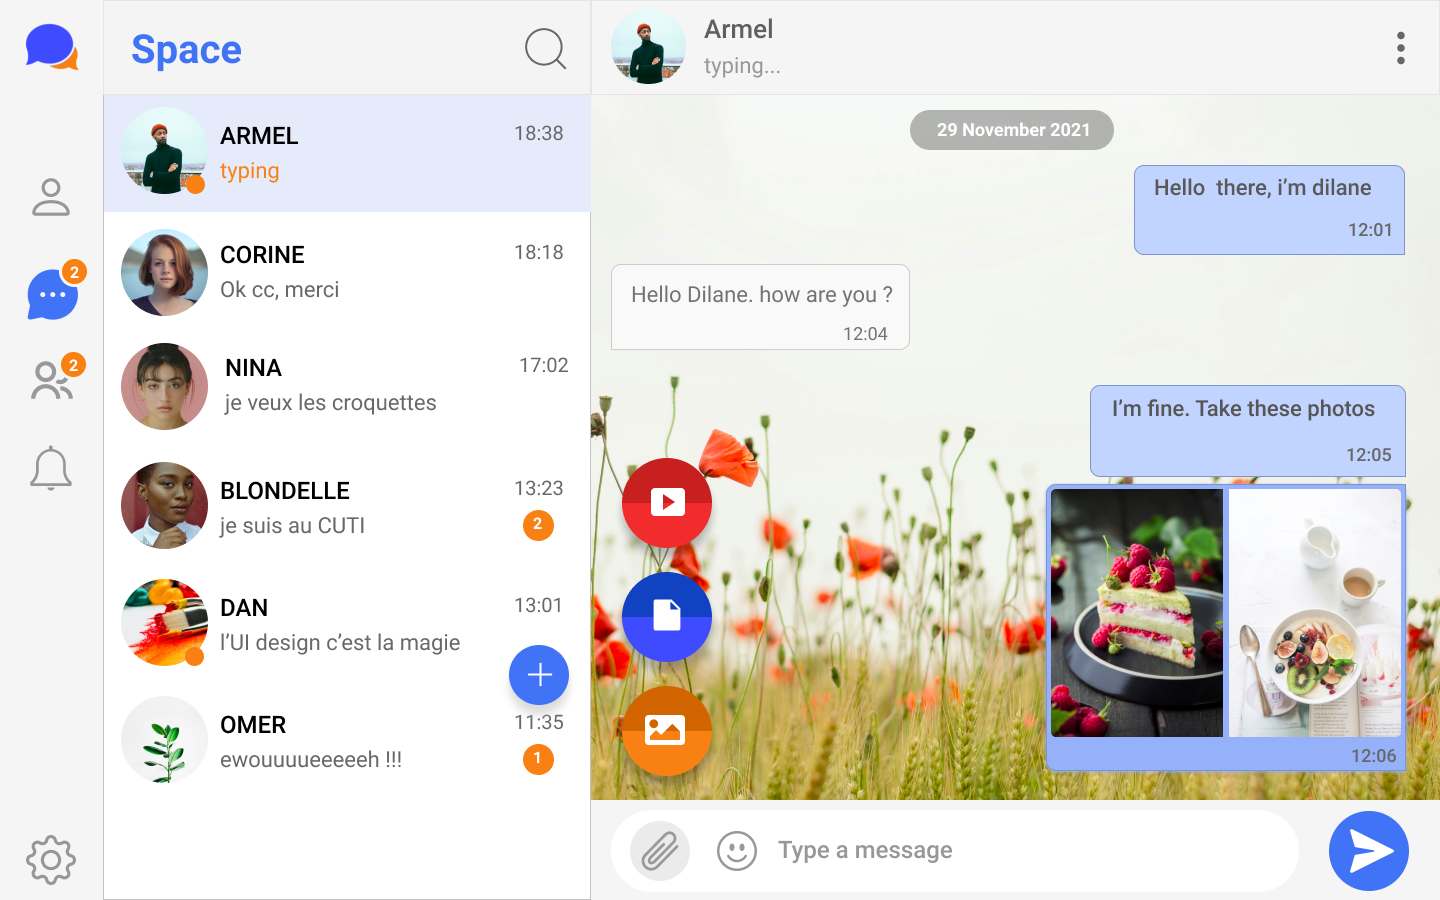 Space
2
2
ARMEL
18:38
typing
CORINE
18:18
Ok cc, merci
NINA
17:02
je veux les croquettes
BLONDELLE
13:23
je suis au CUTI
2
DAN
13:01
l’UI design c’est la magie
OMER
11:35
ewouuuueeeeeh !!!
1
Armel
typing...
29 November 2021
Hello  there, i’m dilane
12:01
Hello Dilane. how are you ?
12:04
I’m fine. Take these photos
12:05
12:06
Type a message